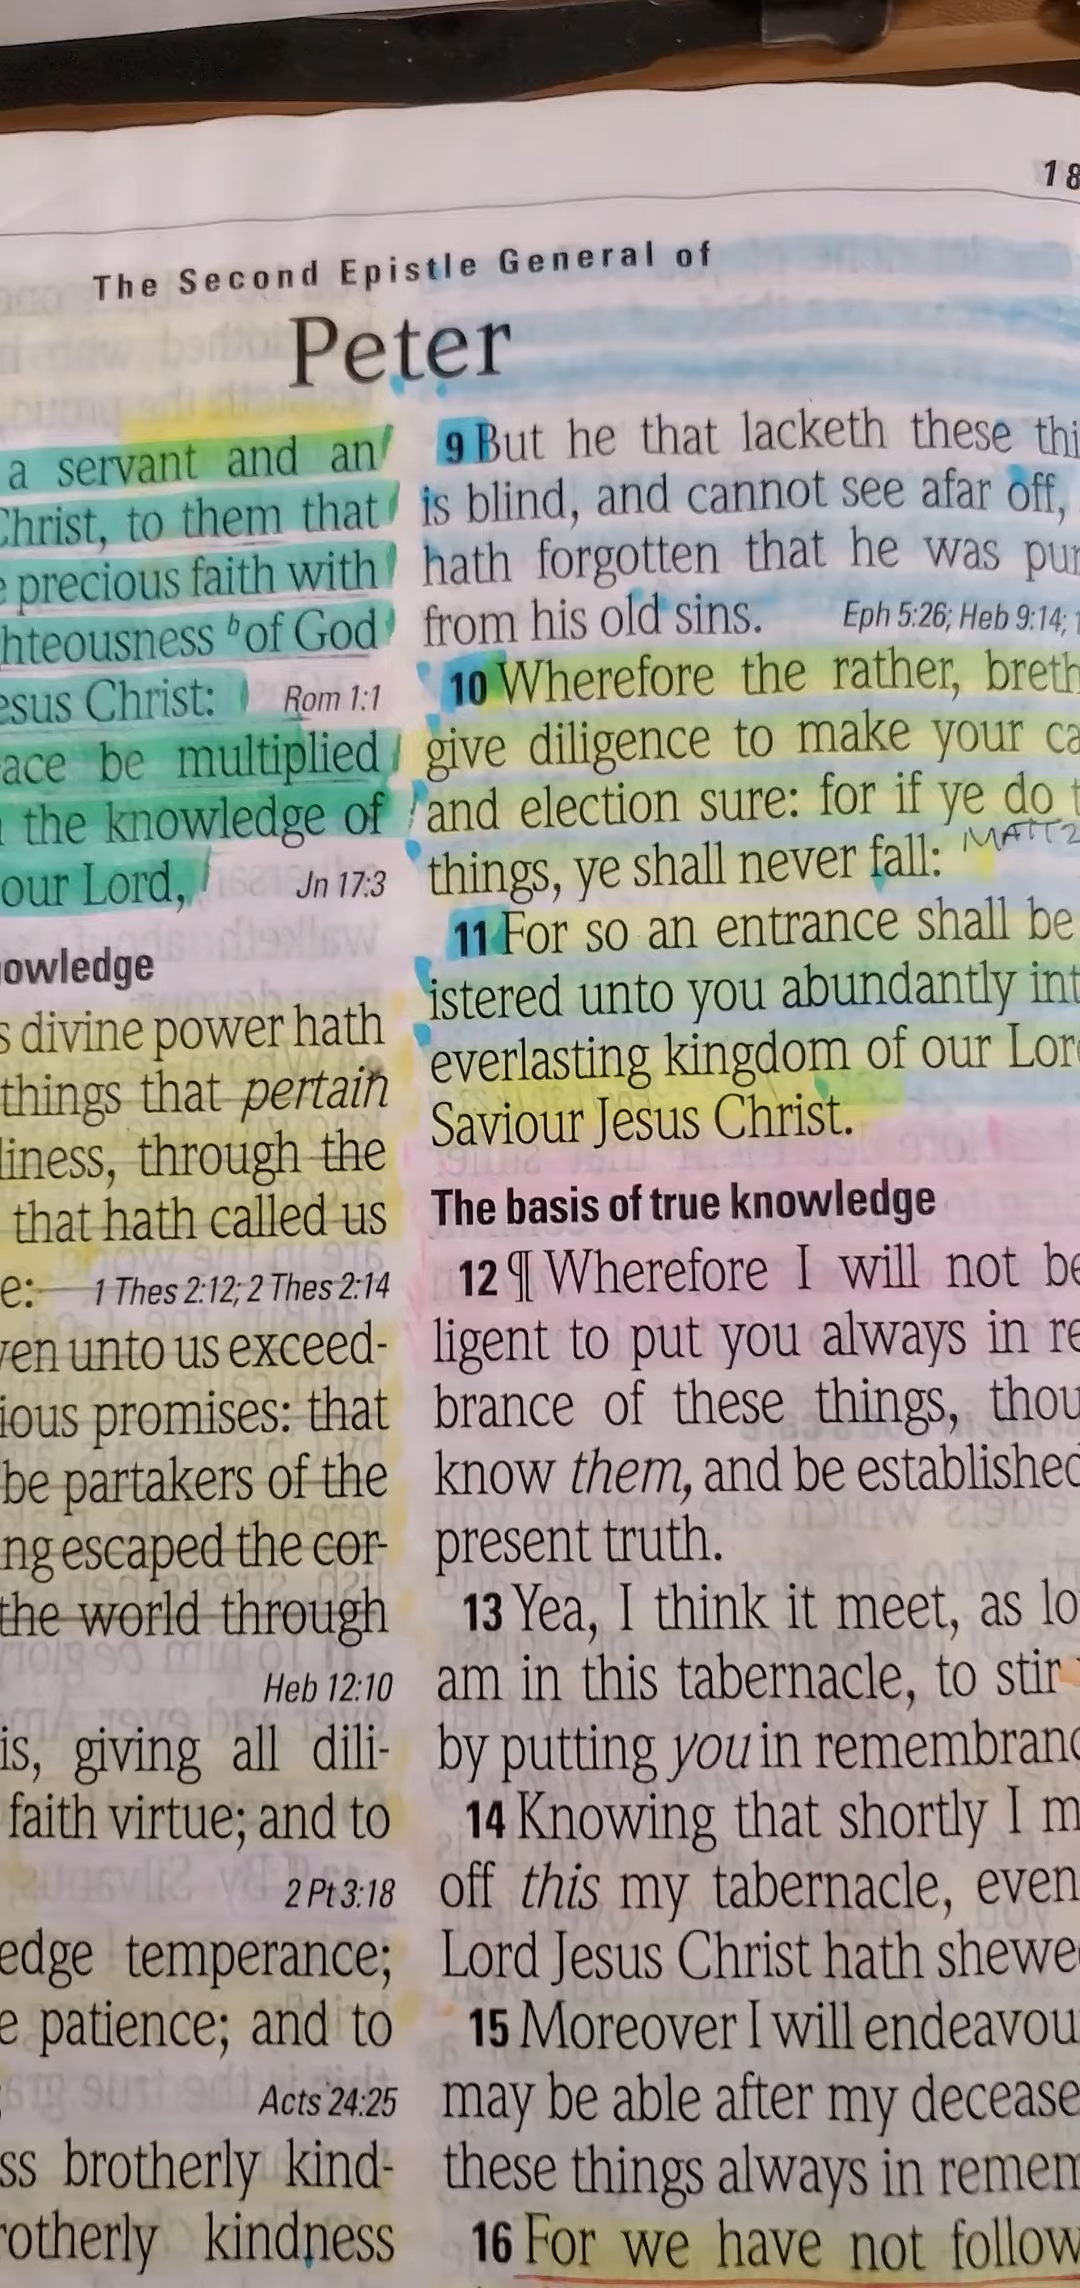 18
The Second Epistle General of
Peter
a servant and an
Christ, to them that
precious faith with
hteousness b of God
esus Christ: Rom 1:1
ace be multiplied
the knowledge of
our Lord, Jn 17:3
owledge
s divine power hath
things that pertain
liness, through the
that hath called us
e: 1 Thes 2:12; 2 Thes 2:14
ven unto us exceed-
ious promises: that
be partakers of the
ng escaped the cor-
the world through
Heb 12:10
is, giving all dili-
faith virtue; and to
2 Pt 3:18
edge temperance;
e patience; and to
Acts 24:25
ss brotherly kind-
rotherly kindness
9 But he that lacketh these thi
is blind, and cannot see afar off,
hath forgotten that he was pur
from his old sins. Eph 5:26; Heb 9:14; 1
10 Wherefore the rather, breth
give diligence to make your ca
and election sure: for if ye do t
things, ye shall never fall: MATT 2
11 For so an entrance shall be
istered unto you abundantly int
everlasting kingdom of our Lor
Saviour Jesus Christ.
The basis of true knowledge
12 ¶ Wherefore I will not be
ligent to put you always in re
brance of these things, thou
know them, and be established
present truth.
13 Yea, I think it meet, as lo
am in this tabernacle, to stir
by putting you in remembranc
14 Knowing that shortly I m
off this my tabernacle, even
Lord Jesus Christ hath shewe
15 Moreover I will endeavou
may be able after my decease
these things always in remem
16 For we have not follow